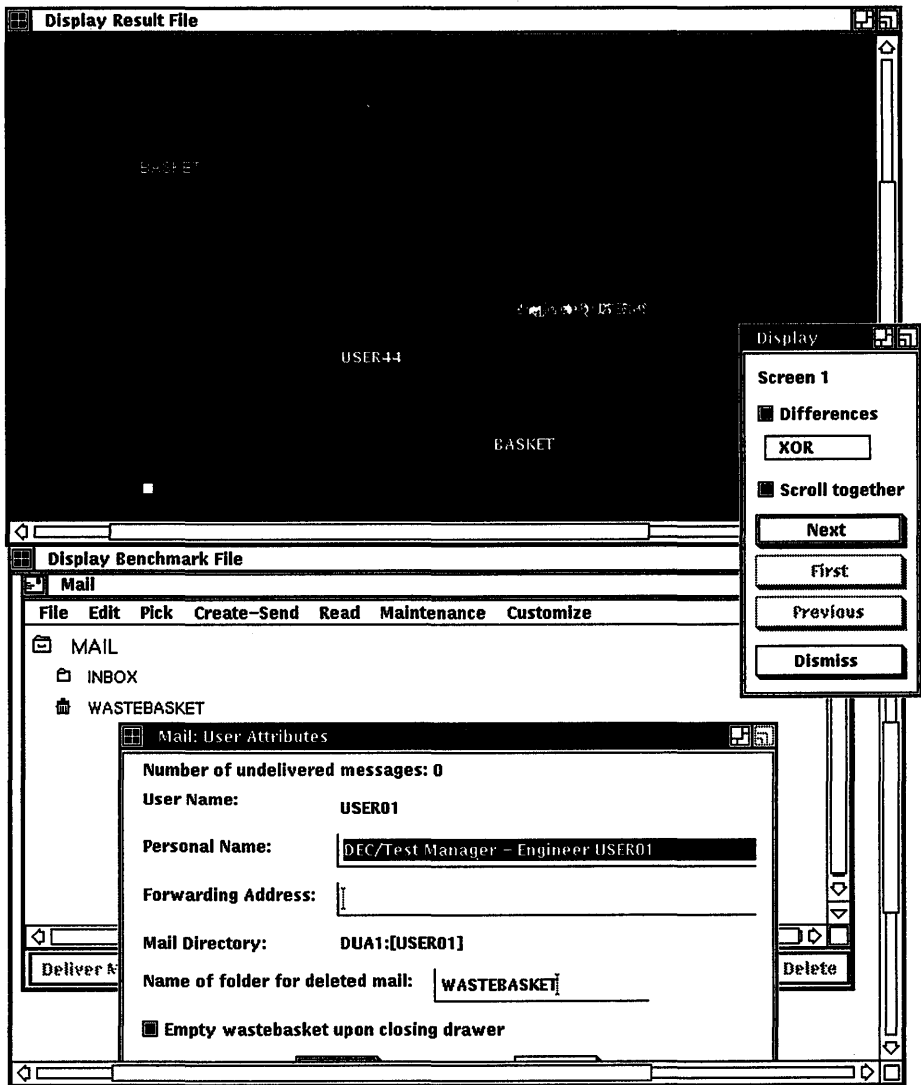 Display Result File
BASKET
USER44
BASKET
Display
Screen 1
Differences
XOR
Scroll together
Next
First
Previous
Dismiss
Display Benchmark File
Mail
File Edit Pick Create-Send Read Maintenance Customize
MAIL
INBOX
WASTEBASKET
Mail: User Attributes
Number of undelivered messages: 0
User Name: USER01
Personal Name: DEC/Test Manager - Engineer USER01
Forwarding Address:
Mail Directory: DUA1:[USER01]
Name of folder for deleted mail: WASTEBASKET
Empty wastebasket upon closing drawer
Deliver
Delete